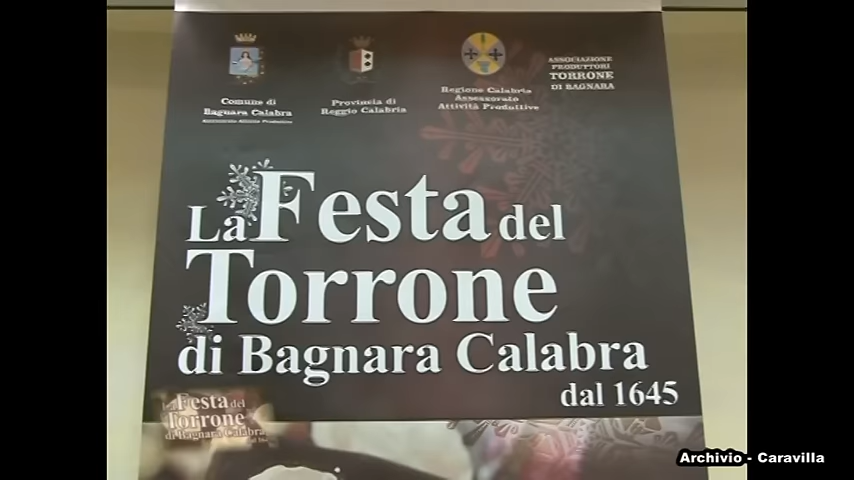 Comune di
Bagnara Calabra
Provincia di
Reggio Calabria
Regione Calabria
Assessorato
Attività Produttive
ASSOCIAZIONE
PRODUTTORI
TORRONE
DI BAGNARA
La Festa del
Torrone
di Bagnara Calabra
dal 1645
La Festa del
Torrone
di Bagnara Calabra
Archivio - Caravilla